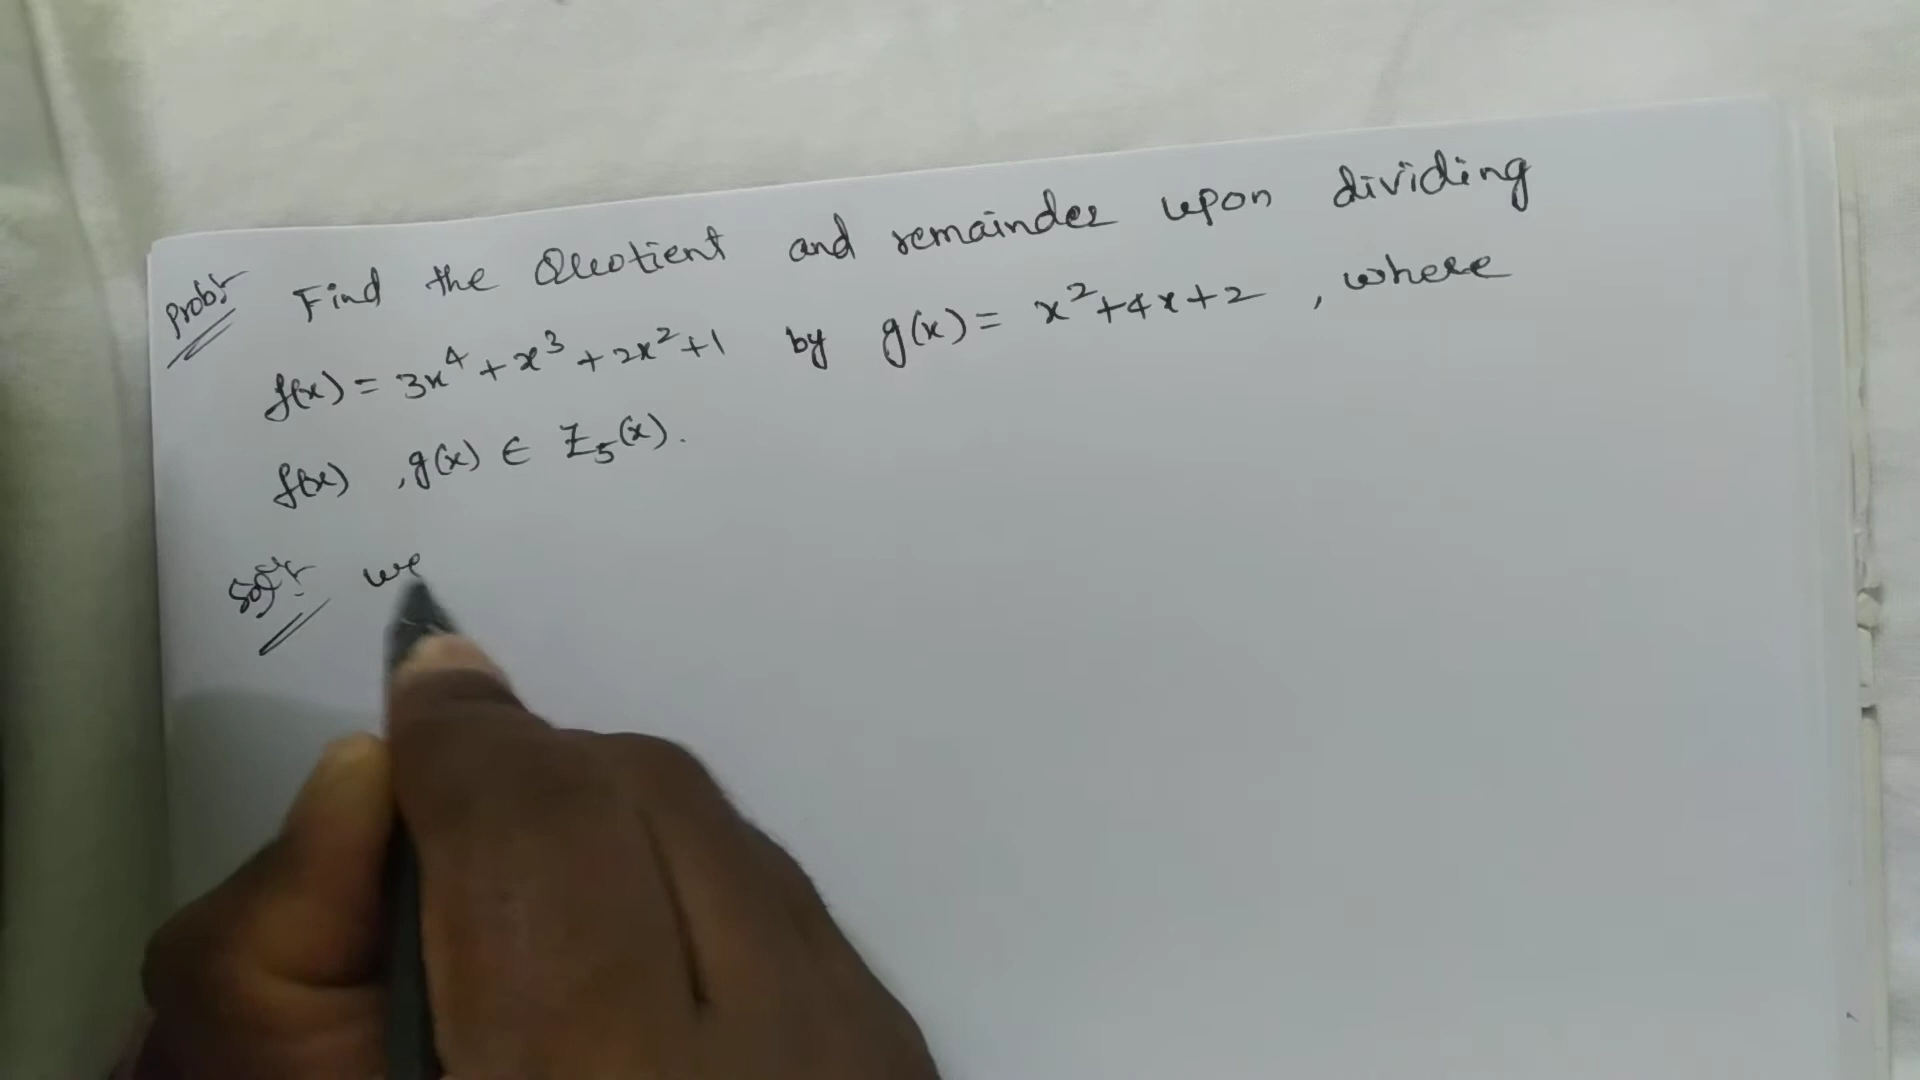 Prob:- Find the Quotient and remainder upon dividing
f(x) = 3x⁴ + x³ + 2x² + 1 by g(x) = x² + 4x + 2 , where
f(x) , g(x) ∈ Z₅(x).
Sol:- we